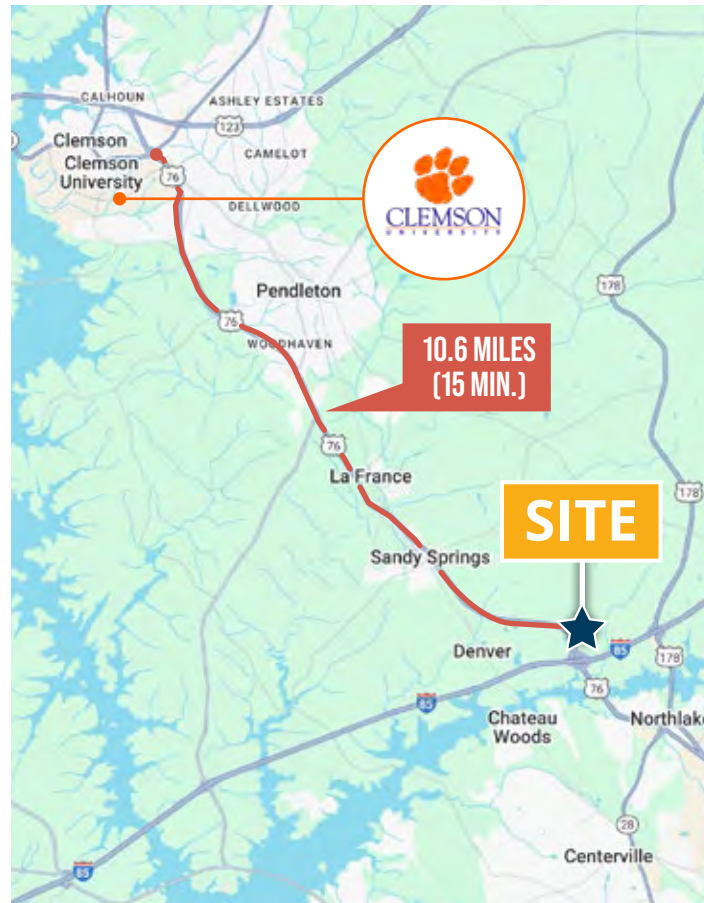 CALHOUN
ASHLEY ESTATES
123
Clemson
Clemson
University
CAMELOT
76
DELLWOOD
CLEMSON
UNIVERSITY
Pendleton
178
76
WOODHAVEN
10.6 MILES
(15 MIN.)
76
La France
178
SITE
Sandy Springs
Denver
85
178
76
85
Chateau
Woods
Northlake
28
Centerville
85